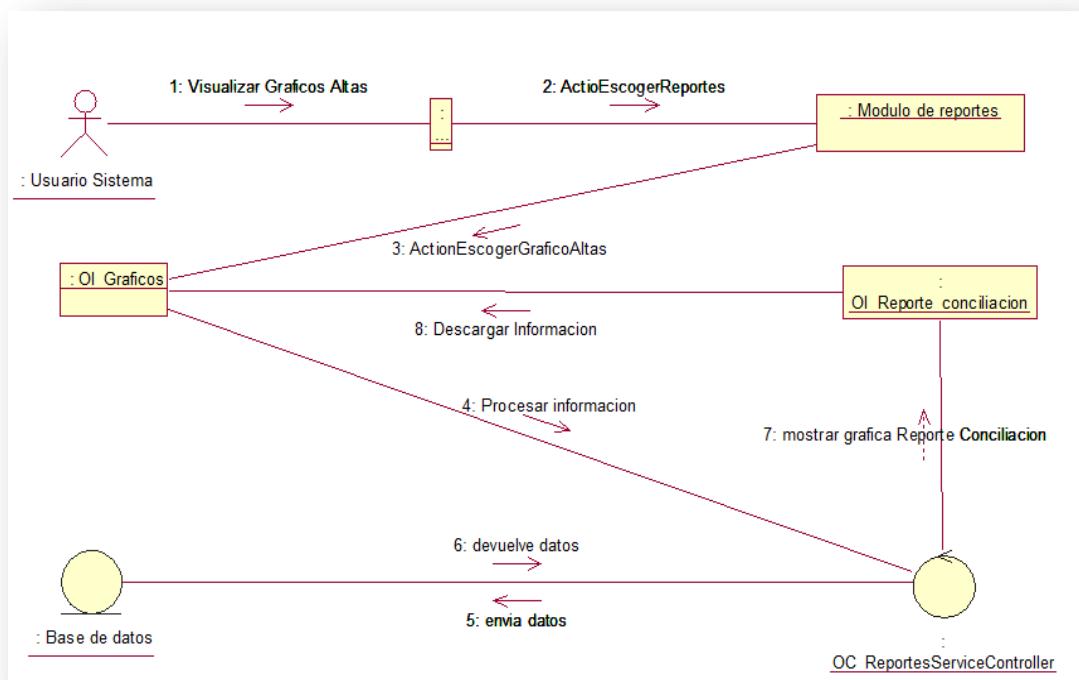 1: Visualizar Graficos Altas
2: ActioEscogerReportes
:
...
: Modulo de reportes
: Usuario Sistema
3: ActionEscogerGraficoAltas
: OI_Graficos
:
OI_Reporte_conciliacion
8: Descargar Informacion
4: Procesar informacion
7: mostrar grafica Reporte Conciliacion
6: devuelve datos
5: envia datos
: Base de datos
:
OC_ReportesServiceController